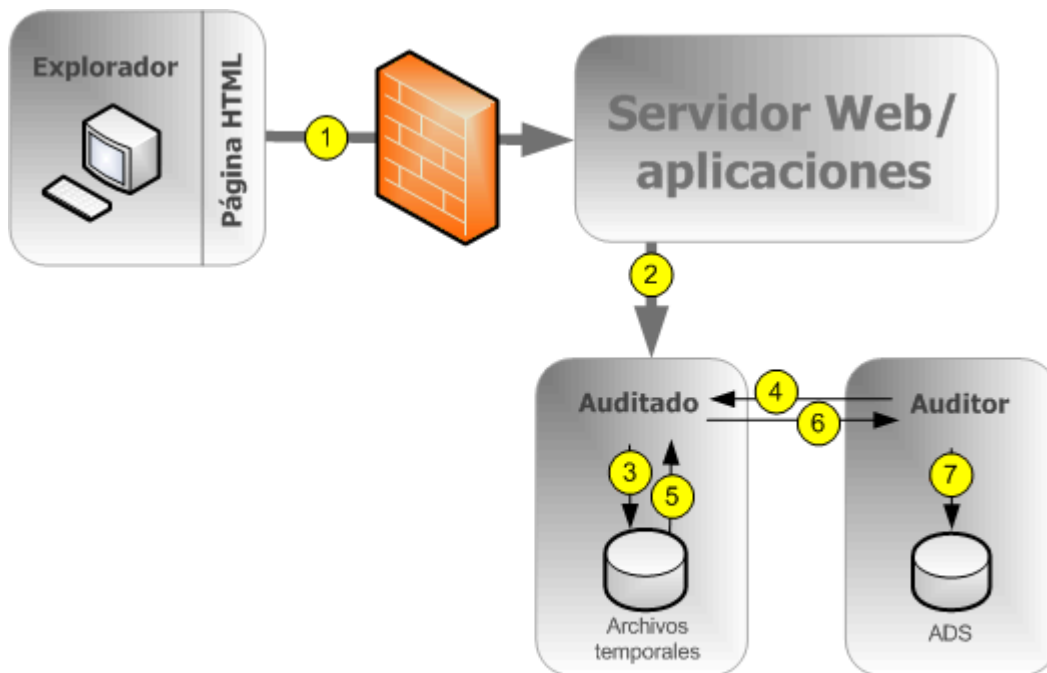 Explorador
Página HTML
1
Servidor Web/
aplicaciones
2
Auditado
4
6
Auditor
3
5
7
Archivos
temporales
ADS